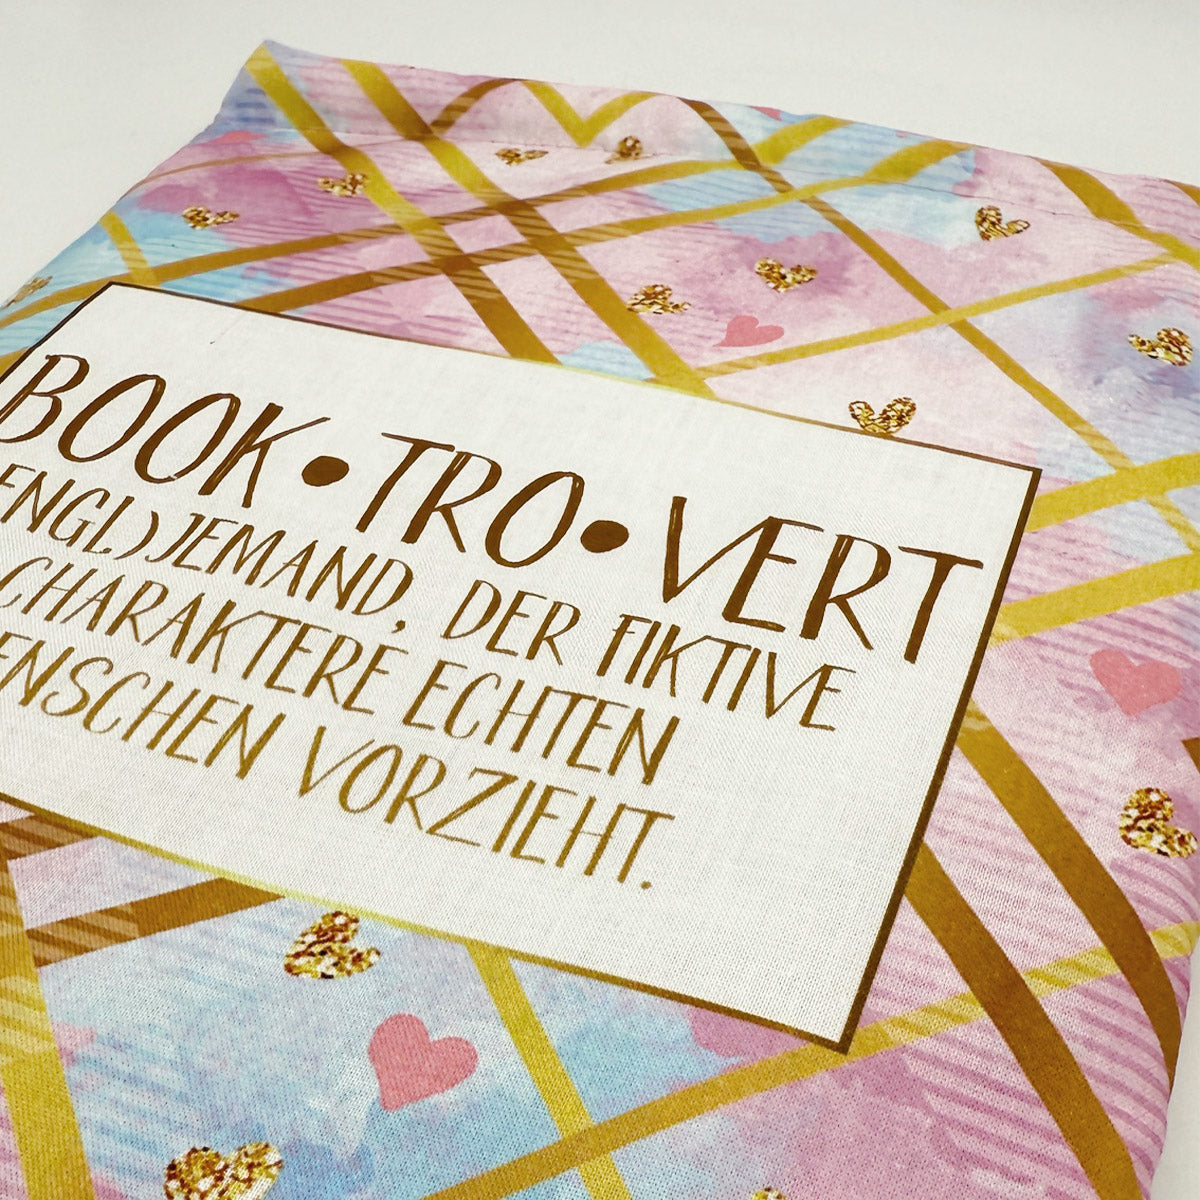 BOOK•TRO•VERT
ENGL.) JEMAND, DER FIKTIVE
CHARAKTERE ECHTEN
ENSCHEN VORZIEHT.